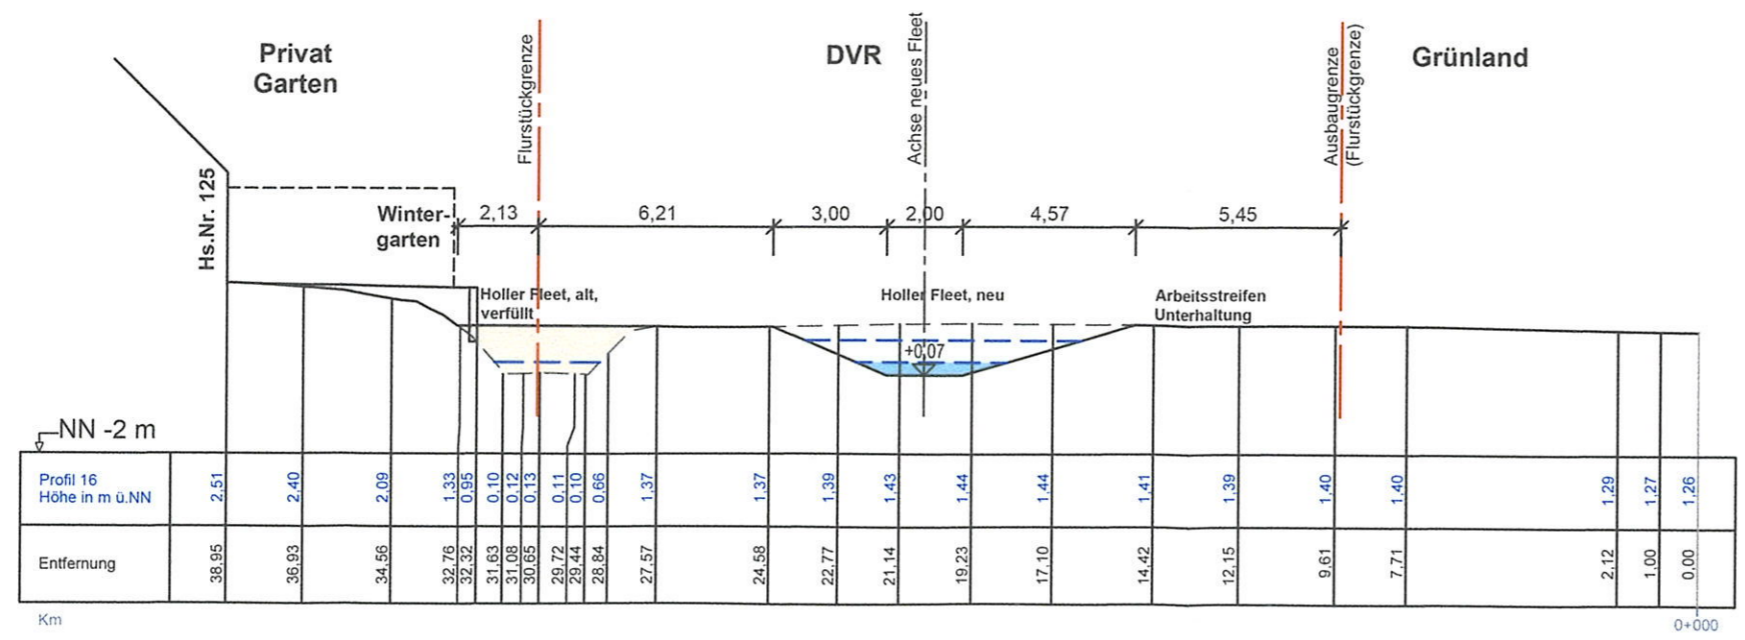 Privat
Garten
DVR
Grünland
Flurstückgrenze
Achse neues Fleet
Ausbaugrenze
(Flurstückgrenze)
Hs.Nr. 125
Winter-
garten
2,13
6,21
3,00
2,00
4,57
5,45
Holler Fleet, alt,
verfüllt
Holler Fleet, neu
Arbeitsstreifen
Unterhaltung
+0,07
NN -2 m
Profil 16
Höhe in m ü.NN
2,51 2,40 2,09 1,33 0,95 0,10 0,12 0,13 0,11 0,10 0,66 1,37 1,37 1,39 1,43 1,44 1,44 1,41 1,39 1,40 1,40 1,29 1,27 1,26
Entfernung
38,95 36,93 34,56 32,76 32,32 31,63 31,08 30,65 29,72 29,44 28,84 27,57 24,58 22,77 21,14 19,23 17,10 14,42 12,15 9,61 7,71 2,12 1,00 0,00
Km
0+000